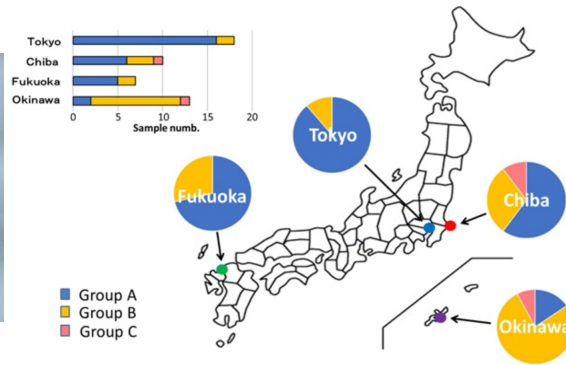 Tokyo
Chiba
Fukuoka
Okinawa
0 5 10 15 20
Sample numb.
Tokyo
Fukuoka
Chiba
Okinawa
Group A
Group B
Group C